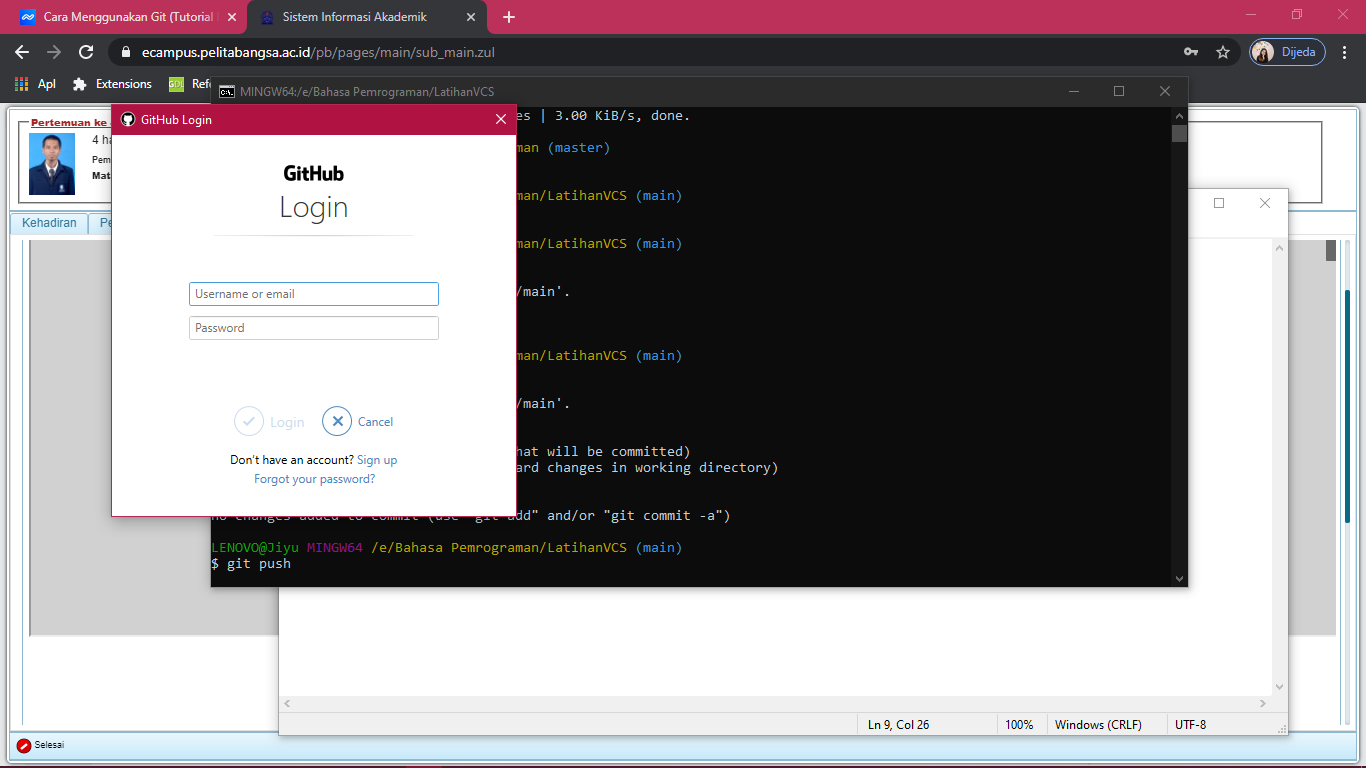 Cara Menggunakan Git (Tutorial
Sistem Informasi Akademik
ecampus.pelitabangsa.ac.id/pb/pages/main/sub_main.zul
Dijeda
Apl
Extensions
GDL
Ref
MINGW64:/e/Bahasa Pemrograman/LatihanVCS
GitHub Login
Pertemuan ke
4 ha
Pem
Mat
Kehadiran
Pe
GitHub
Login
Username or email
Password
Login
Cancel
Don't have an account? Sign up
Forgot your password?
es | 3.00 KiB/s, done.
man (master)
man/LatihanVCS (main)
man/LatihanVCS (main)
/main'.
man/LatihanVCS (main)
/main'.
hat will be committed)
ard changes in working directory)
no changes added to commit (use "git add" and/or "git commit -a")
LENOVO@Jiyu MINGW64 /e/Bahasa Pemrograman/LatihanVCS (main)
$ git push
Ln 9, Col 26
100%
Windows (CRLF)
UTF-8
Selesai